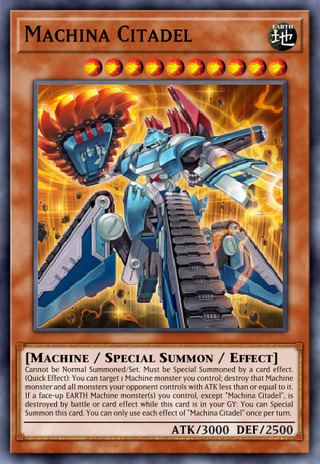 Machina Citadel
EARTH
地
[Machine / Special Summon / Effect]
Cannot be Normal Summoned/Set. Must be Special Summoned by a card effect.
(Quick Effect): You can target 1 Machine monster you control; destroy that Machine
monster and all monsters your opponent controls with ATK less than or equal to it.
If a face-up EARTH Machine monster(s) you control, except "Machina Citadel", is
destroyed by battle or card effect while this card is in your GY: You can Special
Summon this card. You can only use each effect of "Machina Citadel" once per turn.
ATK/3000 DEF/2500